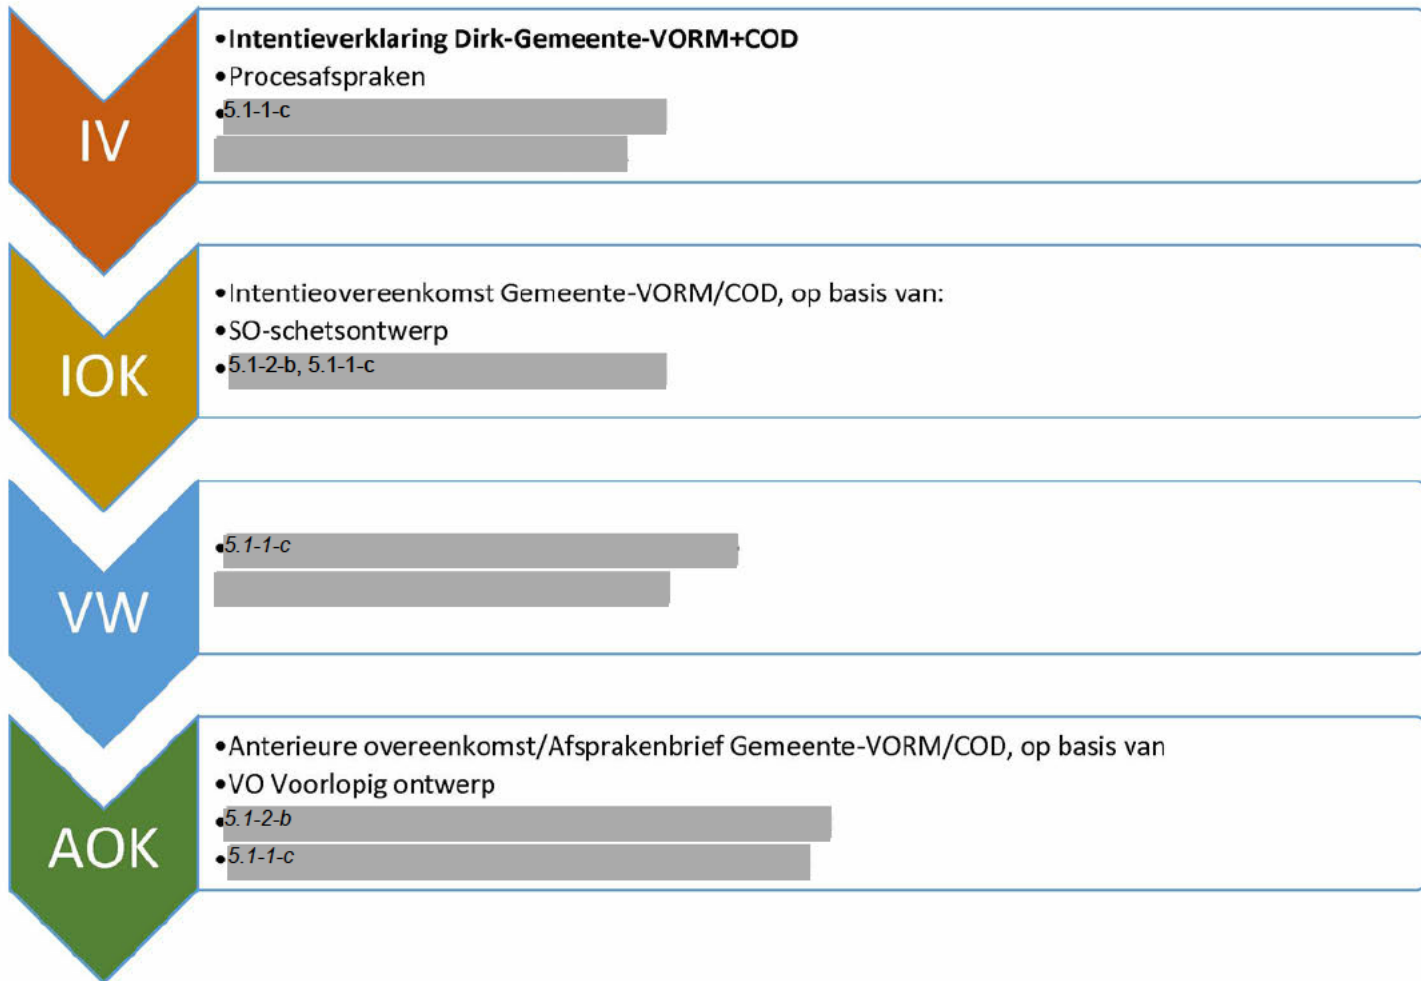 IV
•Intentieverklaring Dirk-Gemeente-VORM+COD
•Procesafspraken
•5.1-1-c
IOK
•Intentieovereenkomst Gemeente-VORM/COD, op basis van:
•SO-schetsontwerp
•5.1-2-b, 5.1-1-c
VW
•5.1-1-c
AOK
•Anterieure overeenkomst/Afsprakenbrief Gemeente-VORM/COD, op basis van
•VO Voorlopig ontwerp
•5.1-2-b
•5.1-1-c